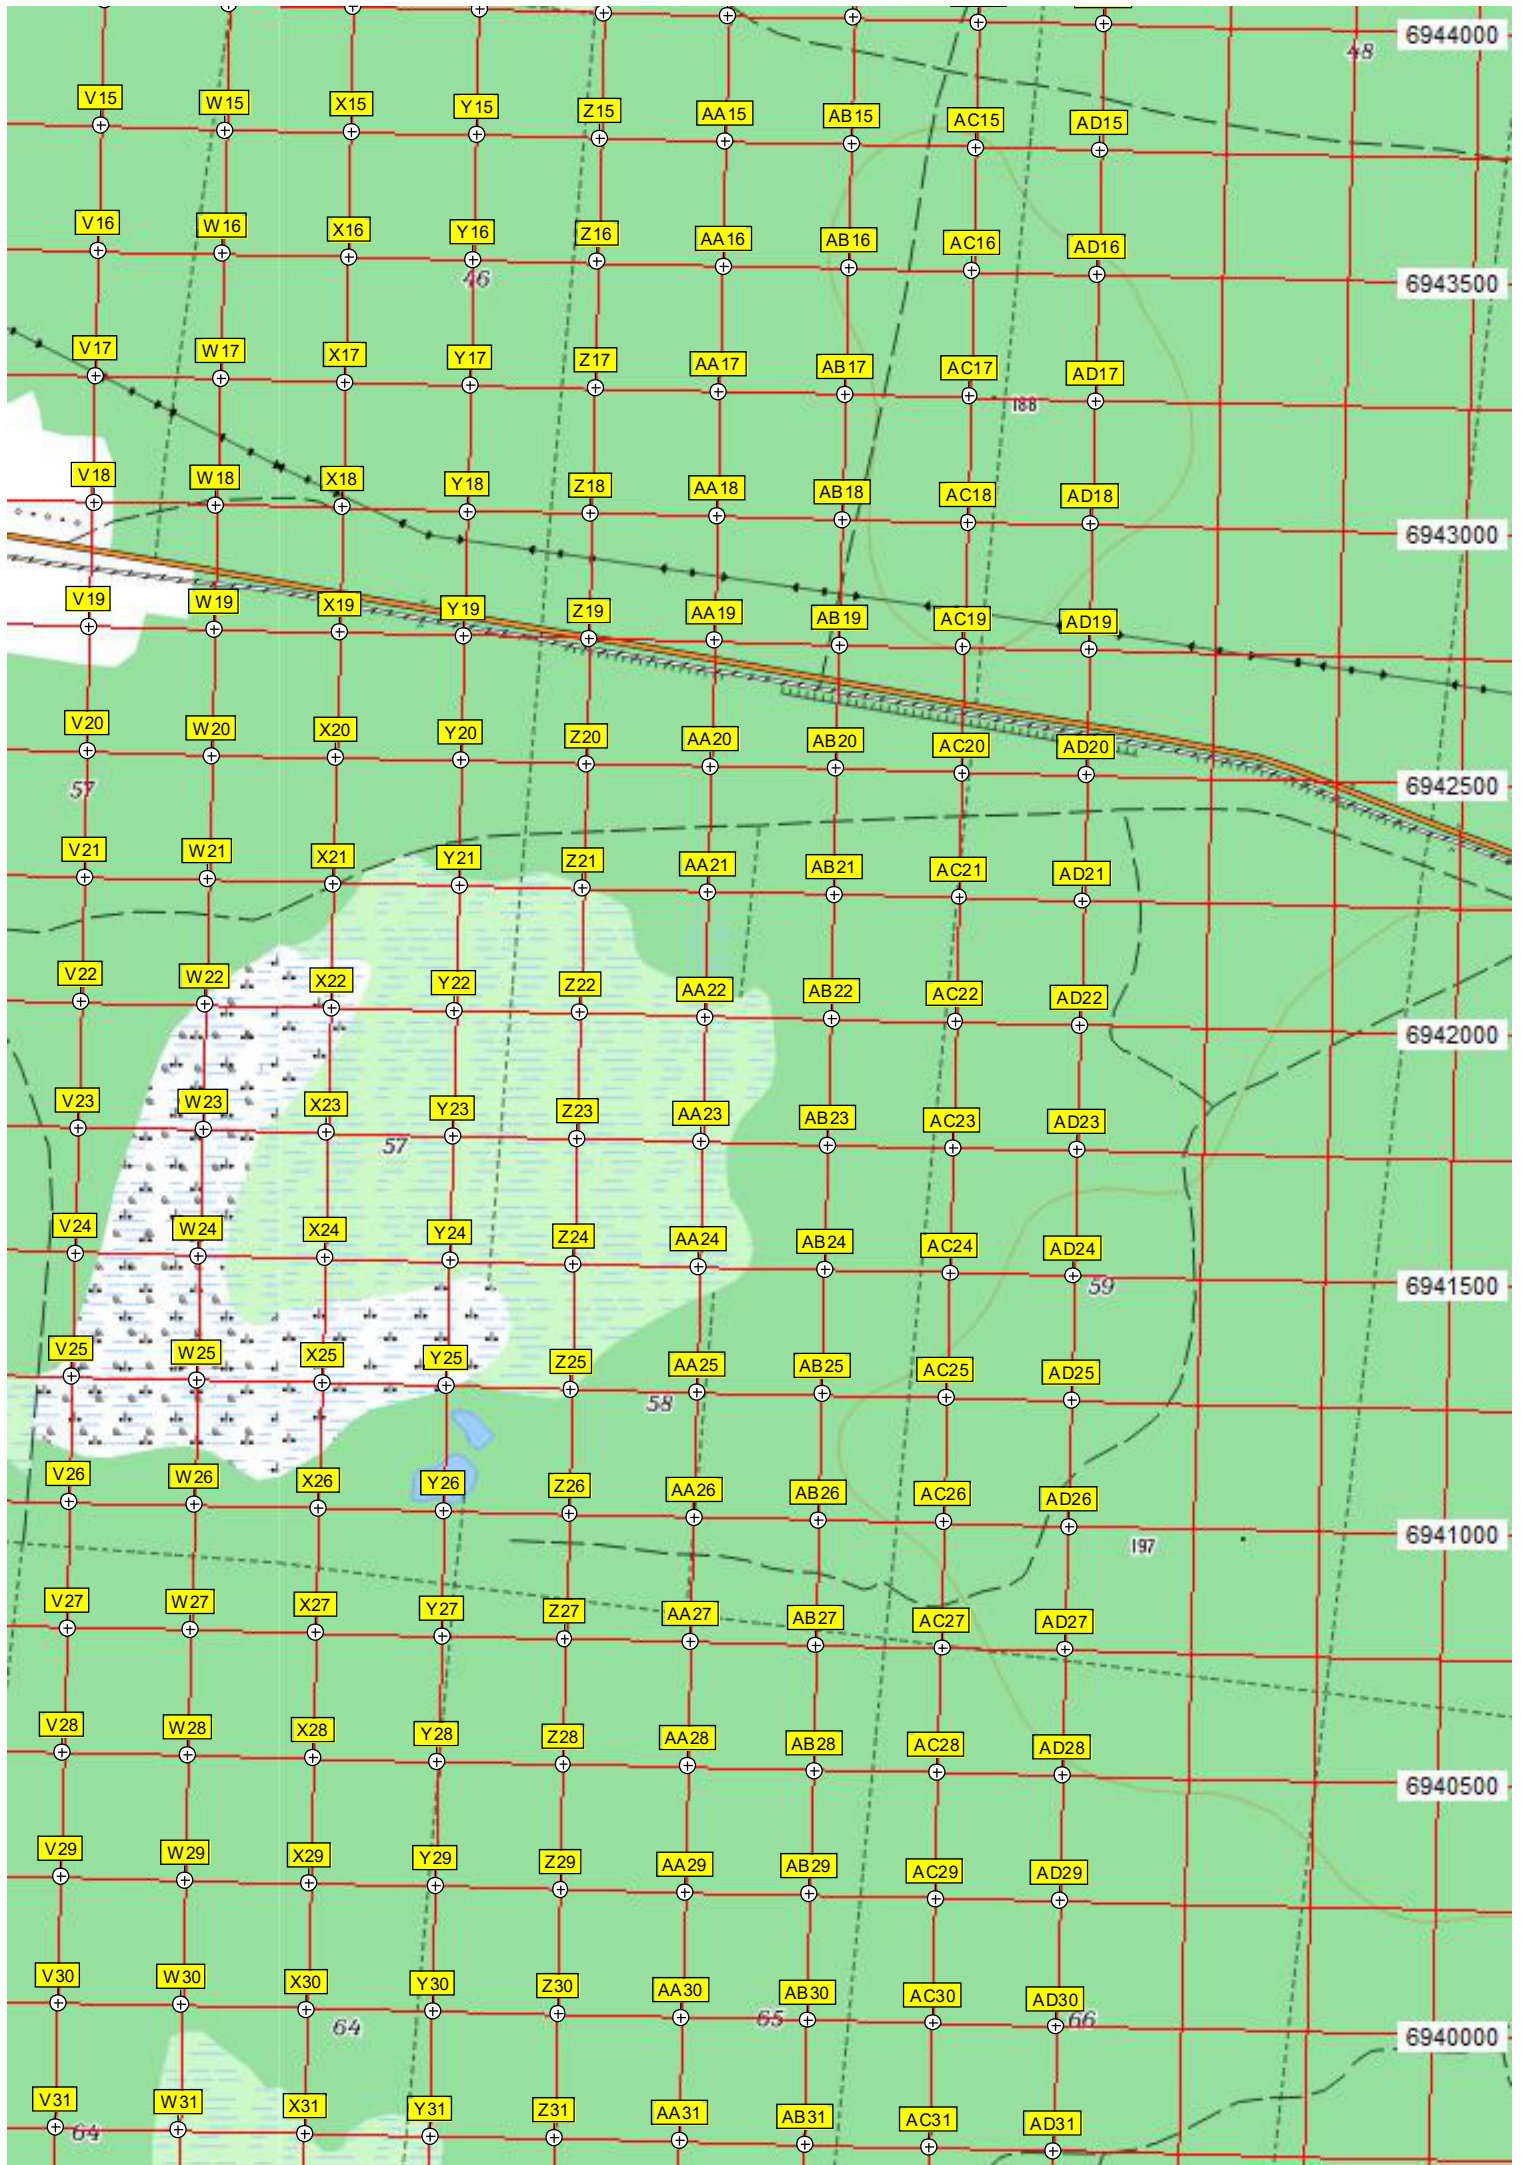 6944000
48
V15 W15 X15 Y15 Z15 AA15 AB15 AC15 AD15
V16 W16 X16 Y16 Z16 AA16 AB16 AC16 AD16
46
6943500
V17 W17 X17 Y17 Z17 AA17 AB17 AC17 AD17
188
V18 W18 X18 Y18 Z18 AA18 AB18 AC18 AD18
6943000
V19 W19 X19 Y19 Z19 AA19 AB19 AC19 AD19
V20 W20 X20 Y20 Z20 AA20 AB20 AC20 AD20
57
6942500
V21 W21 X21 Y21 Z21 AA21 AB21 AC21 AD21
V22 W22 X22 Y22 Z22 AA22 AB22 AC22 AD22
6942000
V23 W23 X23 Y23 Z23 AA23 AB23 AC23 AD23
57
V24 W24 X24 Y24 Z24 AA24 AB24 AC24 AD24
59
6941500
V25 W25 X25 Y25 Z25 AA25 AB25 AC25 AD25
58
V26 W26 X26 Y26 Z26 AA26 AB26 AC26 AD26
197
6941000
V27 W27 X27 Y27 Z27 AA27 AB27 AC27 AD27
V28 W28 X28 Y28 Z28 AA28 AB28 AC28 AD28
6940500
V29 W29 X29 Y29 Z29 AA29 AB29 AC29 AD29
V30 W30 X30 Y30 Z30 AA30 AB30 AC30 AD30
64 65 66
6940000
V31 W31 X31 Y31 Z31 AA31 AB31 AC31 AD31
64